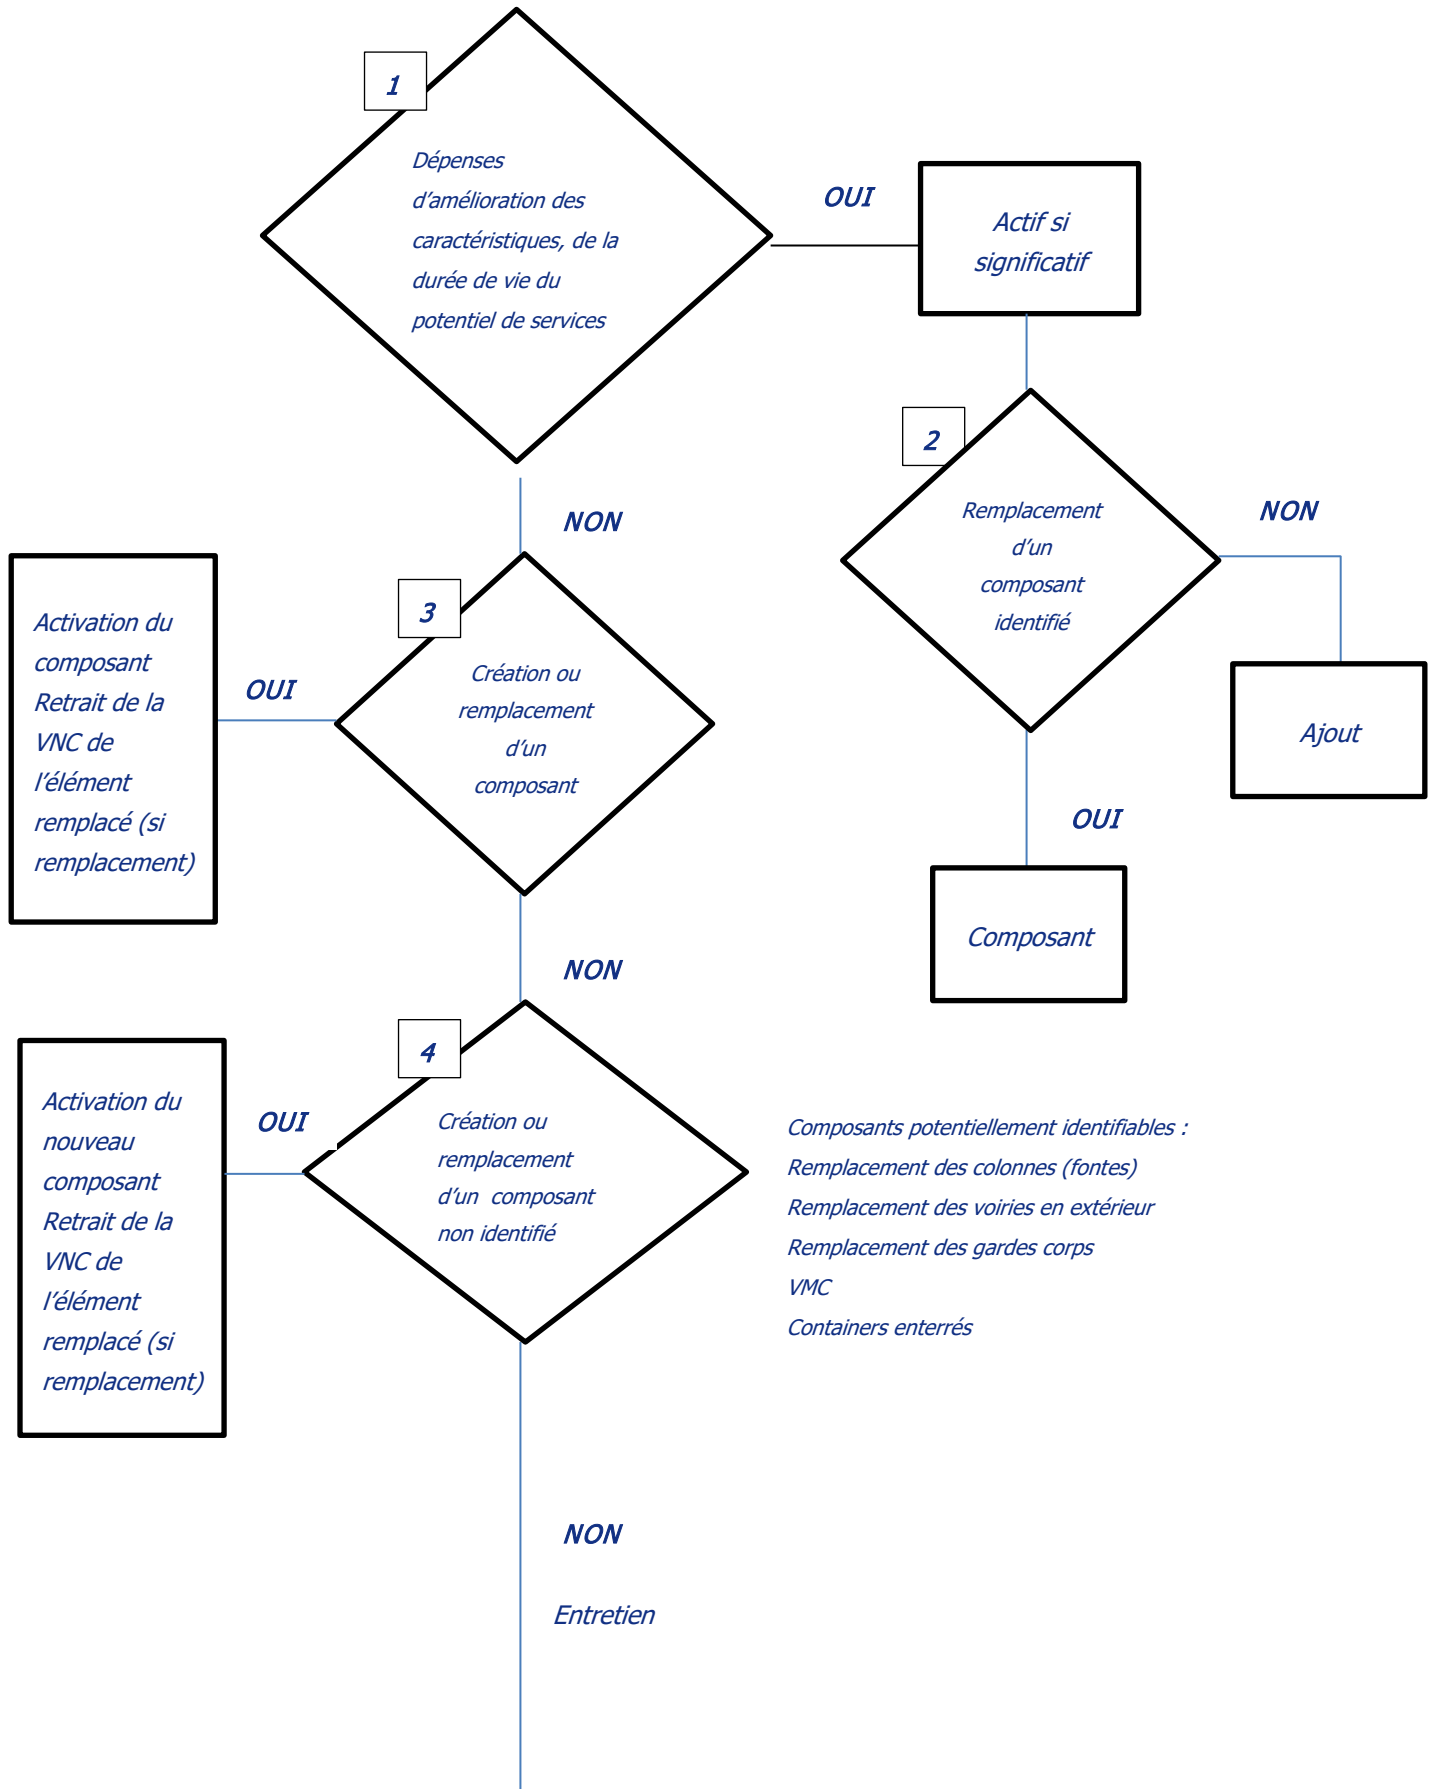 1
Dépenses
d’amélioration des
caractéristiques, de la
durée de vie du
potentiel de services
OUI
Actif si
significatif
2
Remplacement
d’un
composant
identifié
NON
Ajout
OUI
Composant
NON
3
Création ou
remplacement
d’un
composant
OUI
Activation du
composant
Retrait de la
VNC de
l’élément
remplacé (si
remplacement)
NON
4
Création ou
remplacement
d’un  composant
non identifié
OUI
Activation du
nouveau
composant
Retrait de la
VNC de
l’élément
remplacé (si
remplacement)
Composants potentiellement identifiables :
Remplacement des colonnes (fontes)
Remplacement des voiries en extérieur
Remplacement des gardes corps
VMC
Containers enterrés
NON
Entretien